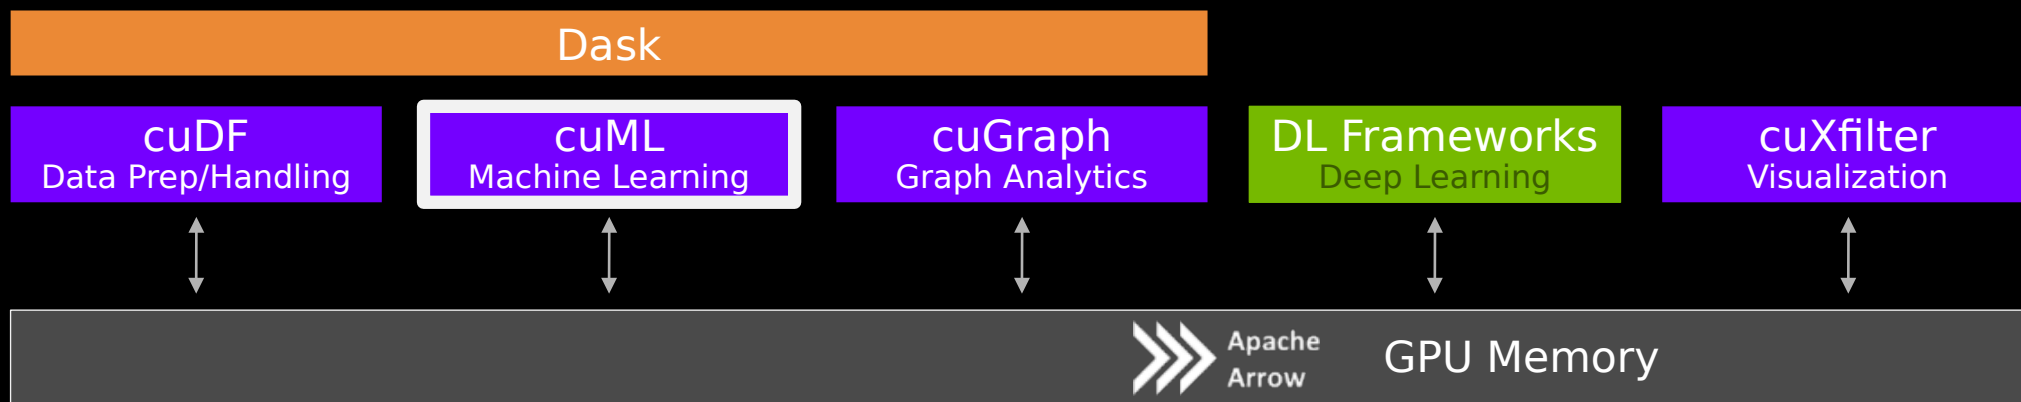 Dask
cuDF
Data Prep/Handling
cuML
Machine Learning
cuGraph
Graph Analytics
DL Frameworks
Deep Learning
cuXfilter
Visualization
Apache
Arrow
GPU Memory